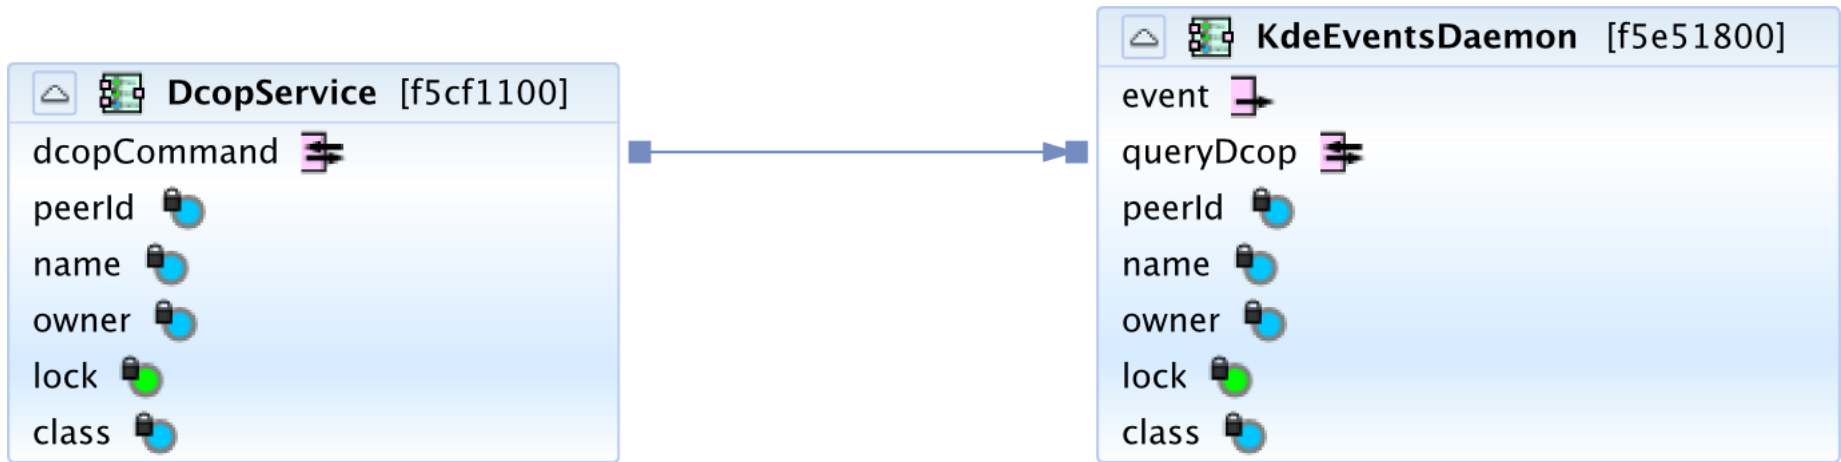 DcopService [f5cf1100]
dcopCommand
peerId
name
owner
lock
class
KdeEventsDaemon [f5e51800]
event
queryDcop
peerId
name
owner
lock
class